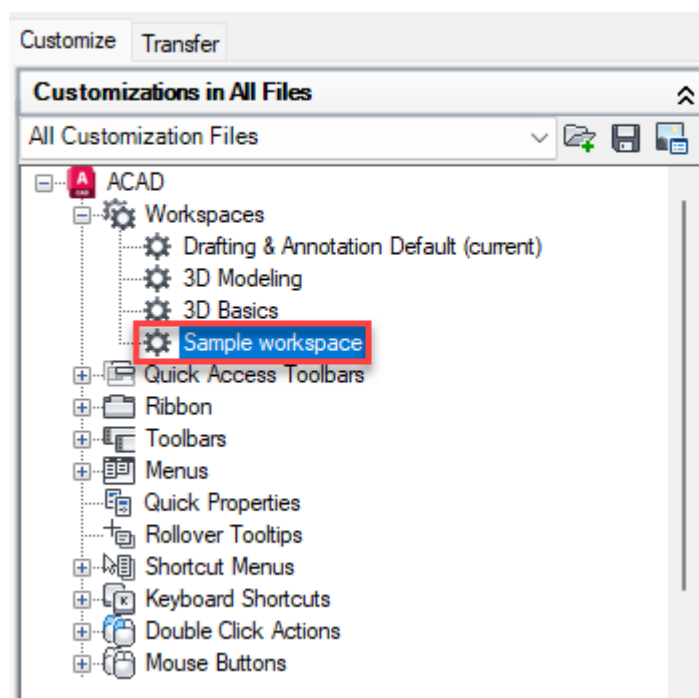 Customize Transfer
Customizations in All Files
All Customization Files
ACAD
Workspaces
Drafting & Annotation Default (current)
3D Modeling
3D Basics
Sample workspace
Quick Access Toolbars
Ribbon
Toolbars
Menus
Quick Properties
Rollover Tooltips
Shortcut Menus
Keyboard Shortcuts
Double Click Actions
Mouse Buttons